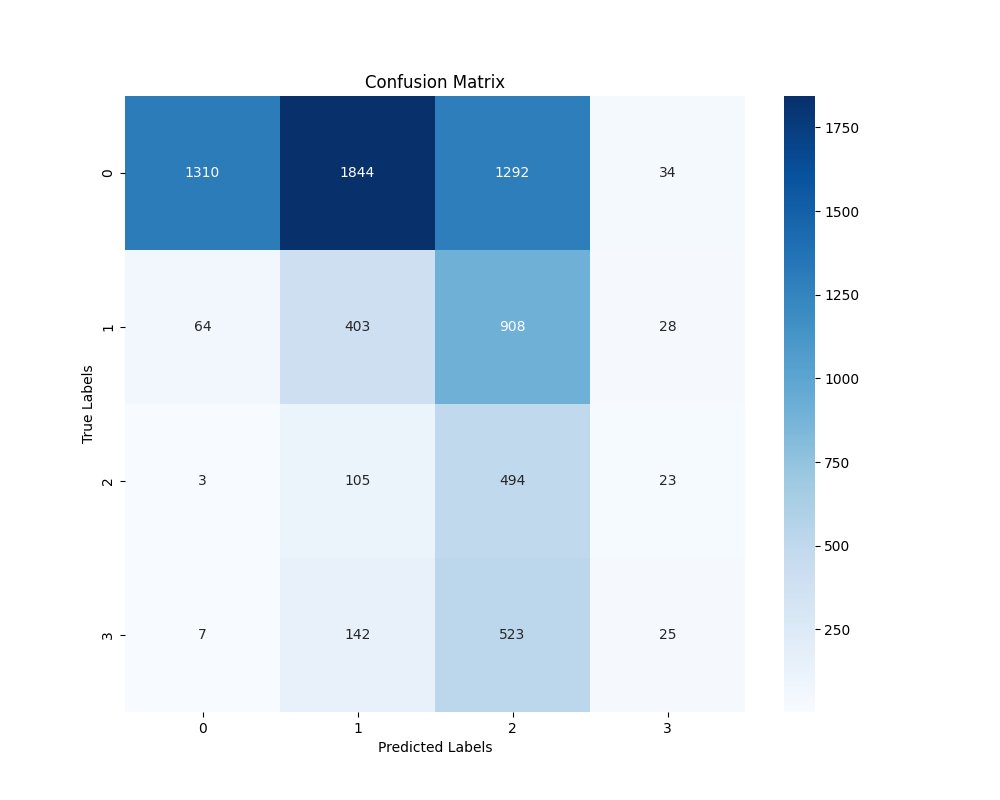 Confusion Matrix
0 1310 1844 1292 34
1 64 403 908 28
2 3 105 494 23
3 7 142 523 25
0 1 2 3
Predicted Labels
True Labels
1750
1500
1250
1000
750
500
250